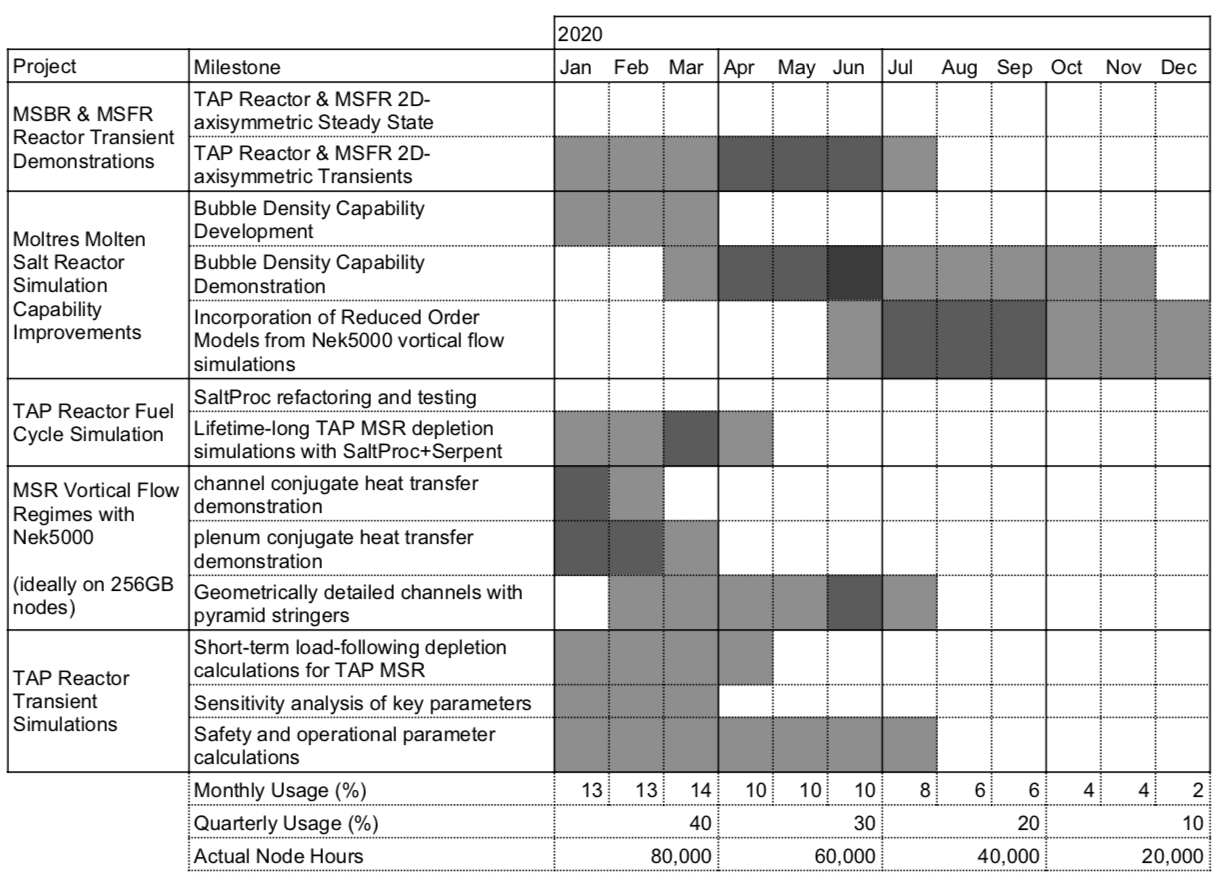 2020
Project Milestone Jan Feb Mar Apr May Jun Jul Aug Sep Oct Nov Dec
MSBR & MSFR
Reactor Transient
Demonstrations
TAP Reactor & MSFR 2D-
axisymmetric Steady State
TAP Reactor & MSFR 2D-
axisymmetric Transients
Moltres Molten
Salt Reactor
Simulation
Capability
Improvements
Bubble Density Capability
Development
Bubble Density Capability
Demonstration
Incorporation of Reduced Order
Models from Nek5000 vortical flow
simulations
TAP Reactor Fuel
Cycle Simulation
SaltProc refactoring and testing
Lifetime-long TAP MSR depletion
simulations with SaltProc+Serpent
MSR Vortical Flow
Regimes with
Nek5000
(ideally on 256GB
nodes)
channel conjugate heat transfer
demonstration
plenum conjugate heat transfer
demonstration
Geometrically detailed channels with
pyramid stringers
TAP Reactor
Transient
Simulations
Short-term load-following depletion
calculations for TAP MSR
Sensitivity analysis of key parameters
Safety and operational parameter
calculations
Monthly Usage (%) 13 13 14 10 10 10 8 6 6 4 4 2
Quarterly Usage (%) 40 30 20 10
Actual Node Hours 80,000 60,000 40,000 20,000